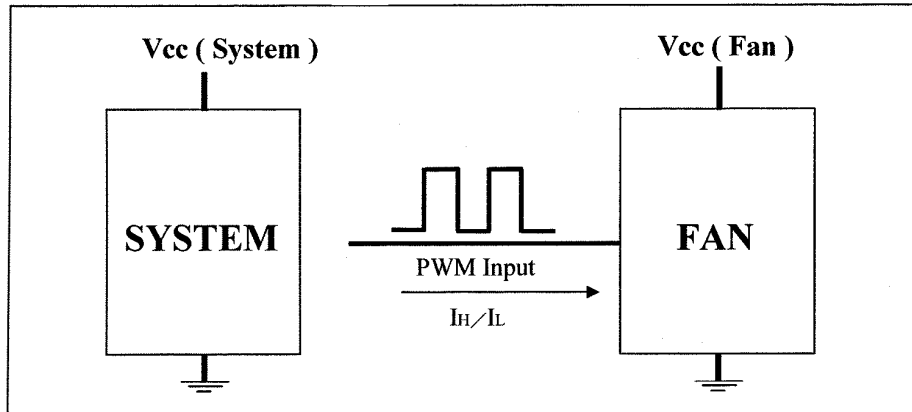 Vcc ( System )
Vcc ( Fan )
SYSTEM
FAN
PWM Input
IH/IL